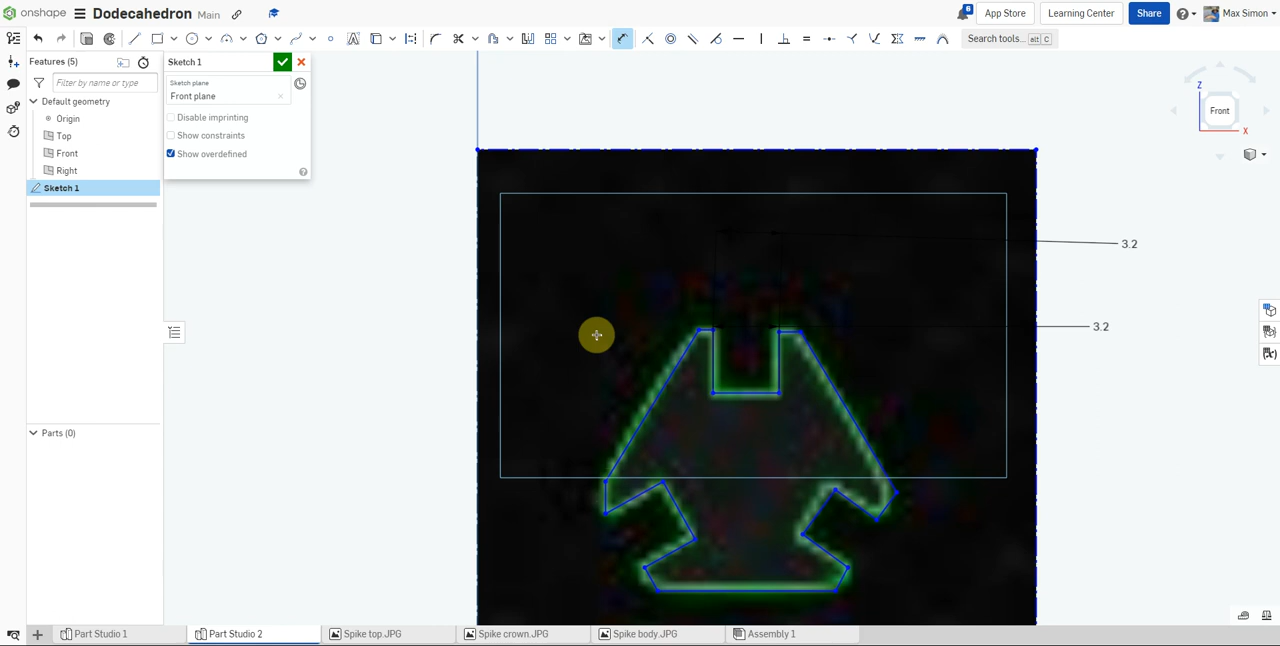 onshape Dodecahedron Main 6 App Store Learning Center Share Max Simon
Search tools... alt C
Features (5)
Filter by name or type
Default geometry
Origin
Top
Front
Right
Sketch 1
Parts (0)
Sketch 1
Sketch plane
Front plane
Disable imprinting
Show constraints
Show overdefined
3.2
3.2
Z
Front
X
Part Studio 1 Part Studio 2 Spike top.JPG Spike crown.JPG Spike body.JPG Assembly 1